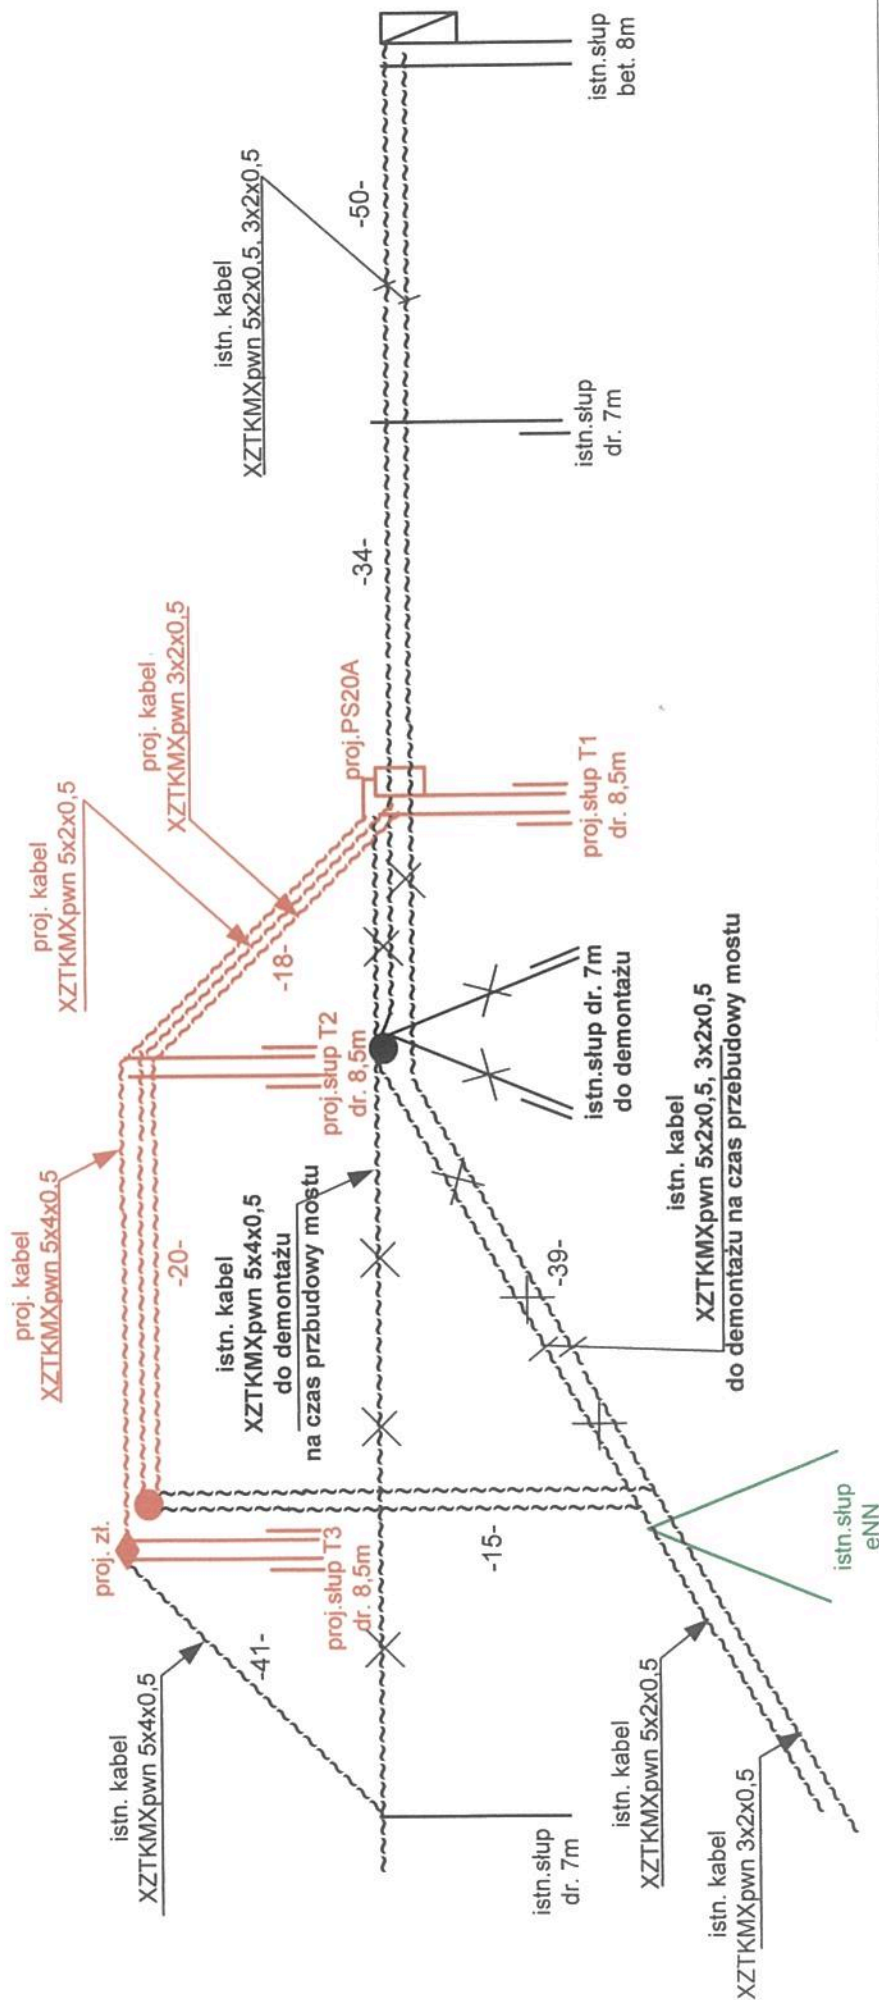 istn. kabel
XZTKMXpwn 5x4x0,5
-41-
istn.słup
dr. 7m
proj. zł.
proj.słup T3
dr. 8,5m
proj. kabel
XZTKMXpwn 5x4x0,5
-20-
istn. kabel
XZTKMXpwn 5x4x0,5
do demontażu
na czas przbudowy mostu
-15-
istn. kabel
XZTKMXpwn 5x2x0,5
istn. kabel
XZTKMXpwn 3x2x0,5
istn.słup
eNN
-39-
istn. kabel
XZTKMXpwn 5x2x0,5, 3x2x0,5
do demontażu na czas przebudowy mostu
istn.słup dr. 7m
do demontażu
proj.słup T2
dr. 8,5m
-18-
proj. kabel
XZTKMXpwn 5x2x0,5
proj. kabel
XZTKMXpwn 3x2x0,5
proj.PS20A
proj.słup T1
dr. 8,5m
-34-
istn.słup
dr. 7m
istn. kabel
XZTKMXpwn 5x2x0,5, 3x2x0,5
-50-
istn.słup
bet. 8m